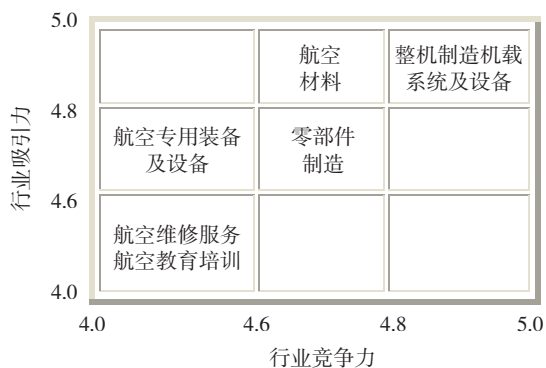 5.0
航空
材料
整机制造机载
系统及设备
4.8
航空专用装备
及设备
零部件
制造
行业吸引力
4.6
航空维修服务
航空教育培训
4.0
4.0
4.6
4.8
5.0
行业竞争力